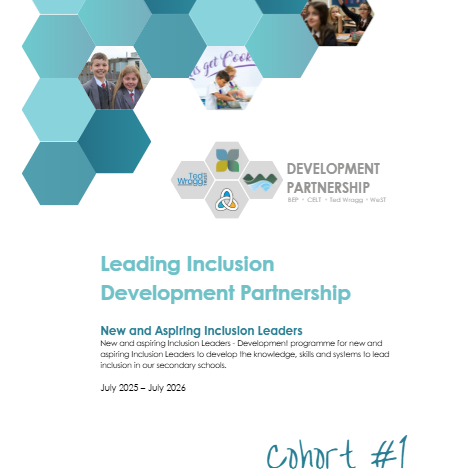 Let's get Cooking
Ted
Wragg
DEVELOPMENT
PARTNERSHIP
BEP • CELT • Ted Wragg • WeST
Leading Inclusion
Development Partnership
New and Aspiring Inclusion Leaders
New and aspiring Inclusion Leaders - Development programme for new and
aspiring Inclusion Leaders to develop the knowledge, skills and systems to lead
inclusion in our secondary schools.
July 2025 – July 2026
Cohort #1